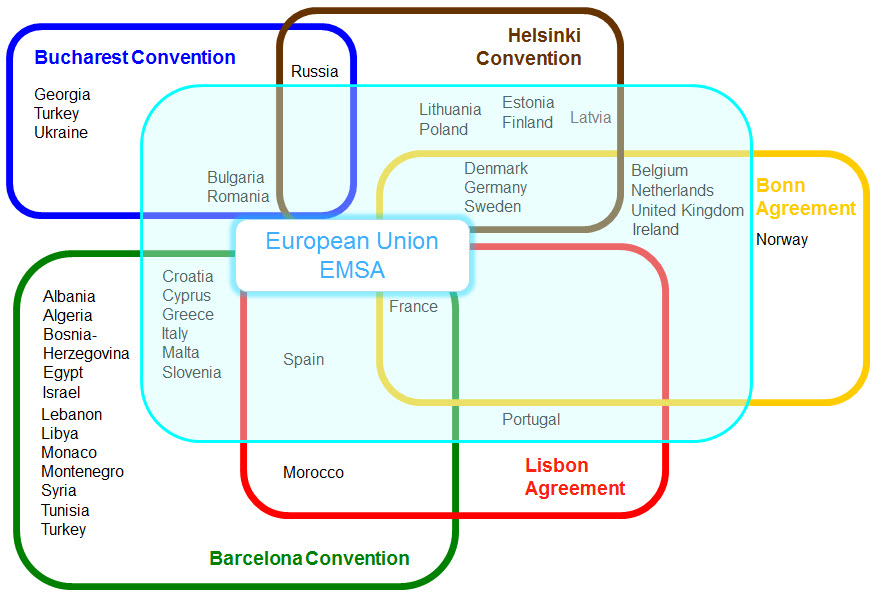 Bucharest Convention
Georgia
Turkey
Ukraine
Russia
Helsinki
Convention
Lithuania
Poland
Estonia
Finland
Latvia
Bulgaria
Romania
Denmark
Germany
Sweden
Belgium
Netherlands
United Kingdom
Ireland
Bonn
Agreement
Norway
European Union
EMSA
Croatia
Cyprus
Greece
Italy
Malta
Slovenia
Albania
Algeria
Bosnia-
Herzegovina
Egypt
Israel
Lebanon
Libya
Monaco
Montenegro
Syria
Tunisia
Turkey
France
Spain
Portugal
Morocco
Lisbon
Agreement
Barcelona Convention